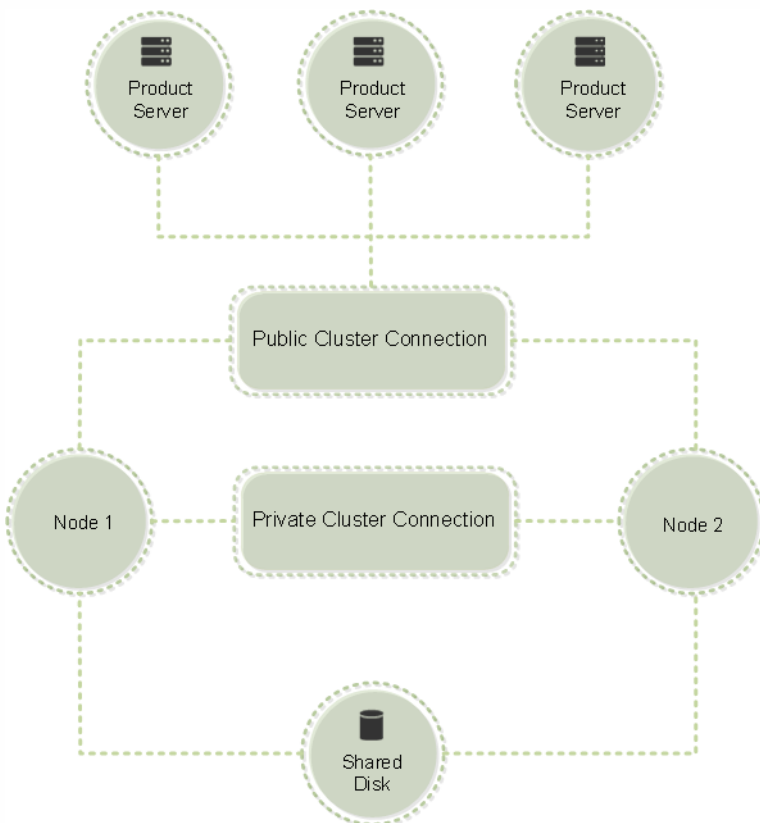 Product
Server
Product
Server
Product
Server
Public Cluster Connection
Node 1
Private Cluster Connection
Node 2
Shared
Disk